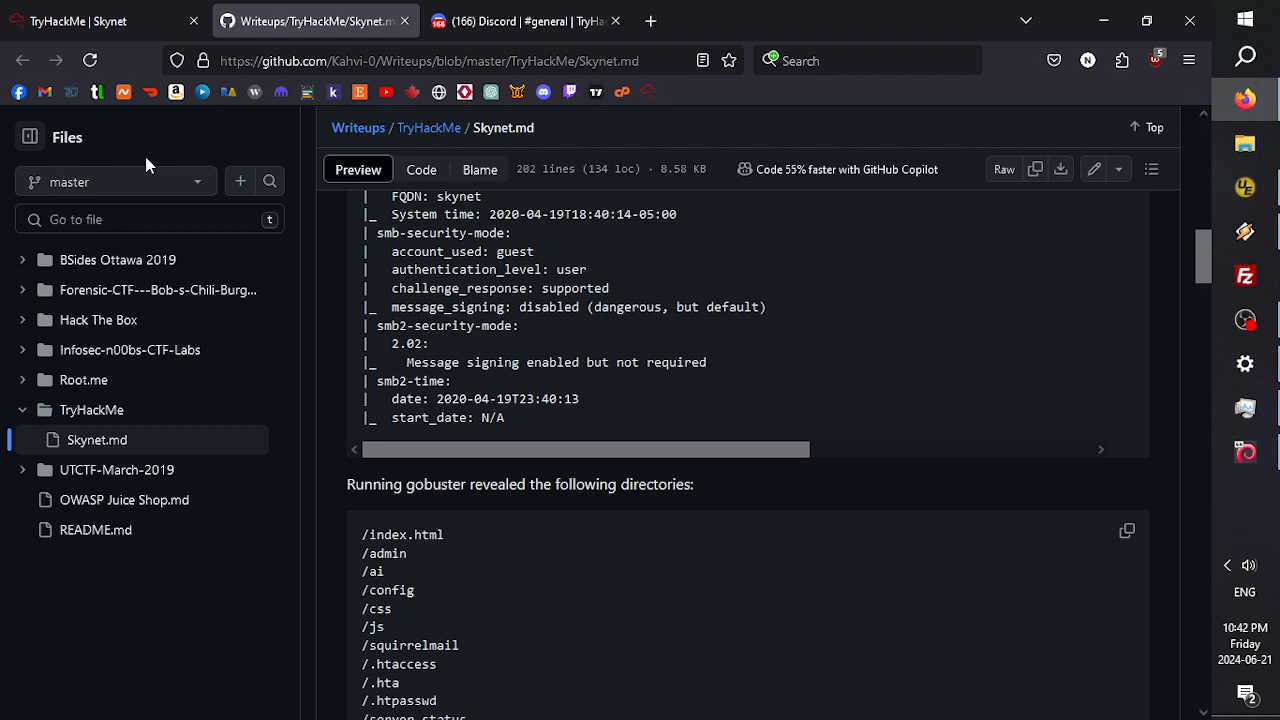 TryHackMe | Skynet
Writeups/TryHackMe/Skynet.m
166
(166) Discord | #general | TryHa
https://github.com/Kahvi-0/Writeups/blob/master/TryHackMe/Skynet.md
Search
N
5
Files
master
Go to file
t
BSides Ottawa 2019
Forensic-CTF---Bob-s-Chili-Burg...
Hack The Box
Infosec-n00bs-CTF-Labs
Root.me
TryHackMe
Skynet.md
UTCTF-March-2019
OWASP Juice Shop.md
README.md
Writeups / TryHackMe / Skynet.md
Top
Preview
Code
Blame
202 lines (134 loc) · 8.58 KB
Code 55% faster with GitHub Copilot
Raw
| FQDN: skynet
|_ System time: 2020-04-19T18:40:14-05:00
| smb-security-mode:
| account_used: guest
| authentication_level: user
| challenge_response: supported
|_ message_signing: disabled (dangerous, but default)
| smb2-security-mode:
| 2.02:
|_ Message signing enabled but not required
| smb2-time:
| date: 2020-04-19T23:40:13
|_ start_date: N/A
Running gobuster revealed the following directories:
/index.html
/admin
/ai
/config
/css
/js
/squirrelmail
/.htaccess
/.hta
/.htpasswd
/server-status
ENG
10:42 PM
Friday
2024-06-21
2